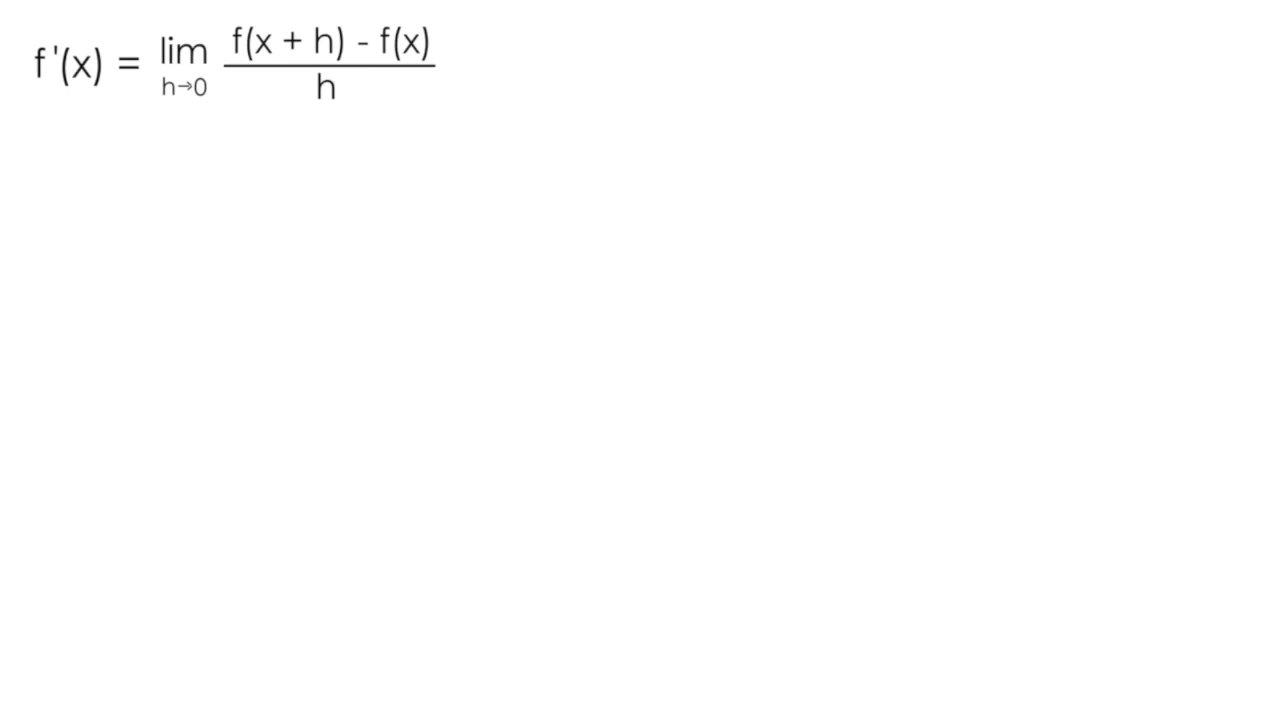 f'(x) = lim h→0 f(x + h) - f(x) / h